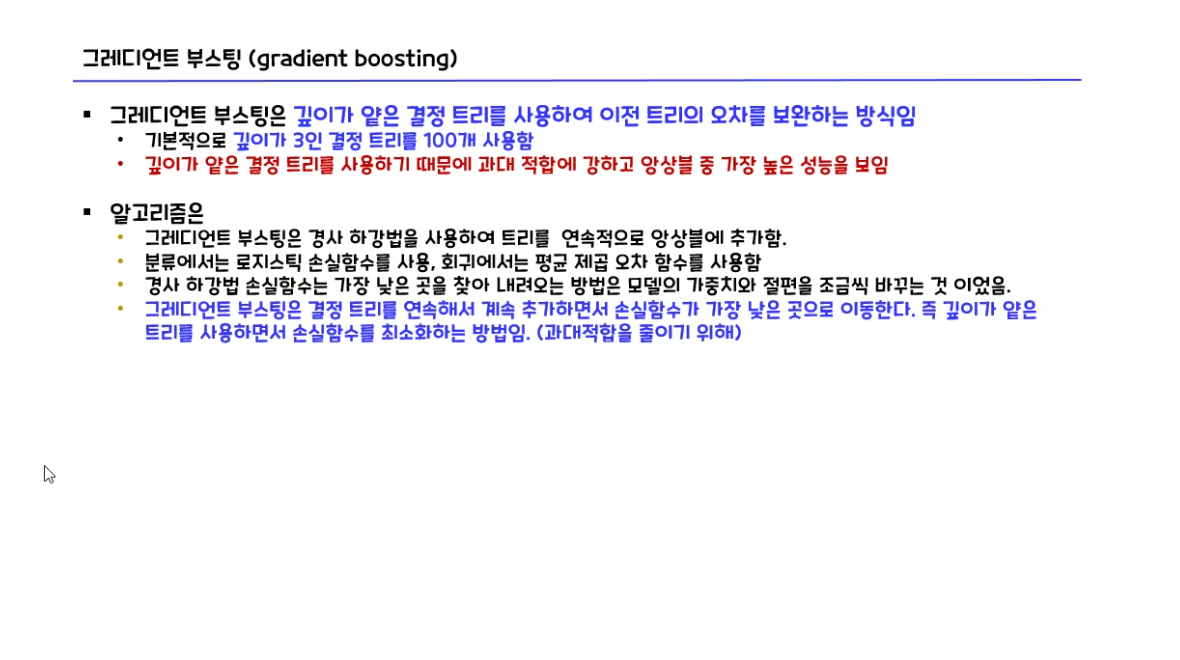 그레디언트 부스팅 (gradient boosting)
▪ 그레디언트 부스팅은 깊이가 얕은 결정 트리를 사용하여 이전 트리의 오차를 보완하는 방식임
• 기본적으로 깊이가 3인 결정 트리를 100개 사용함
• 깊이가 얕은 결정 트리를 사용하기 때문에 과대 적합에 강하고 앙상블 중 가장 높은 성능을 보임
▪ 알고리즘은
• 그레디언트 부스팅은 경사 하강법을 사용하여 트리를 연속적으로 앙상블에 추가함.
• 분류에서는 로지스틱 손실함수를 사용, 회귀에서는 평균 제곱 오차 함수를 사용함
• 경사 하강법 손실함수는 가장 낮은 곳을 찾아 내려오는 방법은 모델의 가중치와 절편을 조금씩 바꾸는 것 이었음.
• 그레디언트 부스팅은 결정 트리를 연속해서 계속 추가하면서 손실함수가 가장 낮은 곳으로 이동한다. 즉 깊이가 얕은
트리를 사용하면서 손실함수를 최소화하는 방법임. (과대적합을 줄이기 위해)